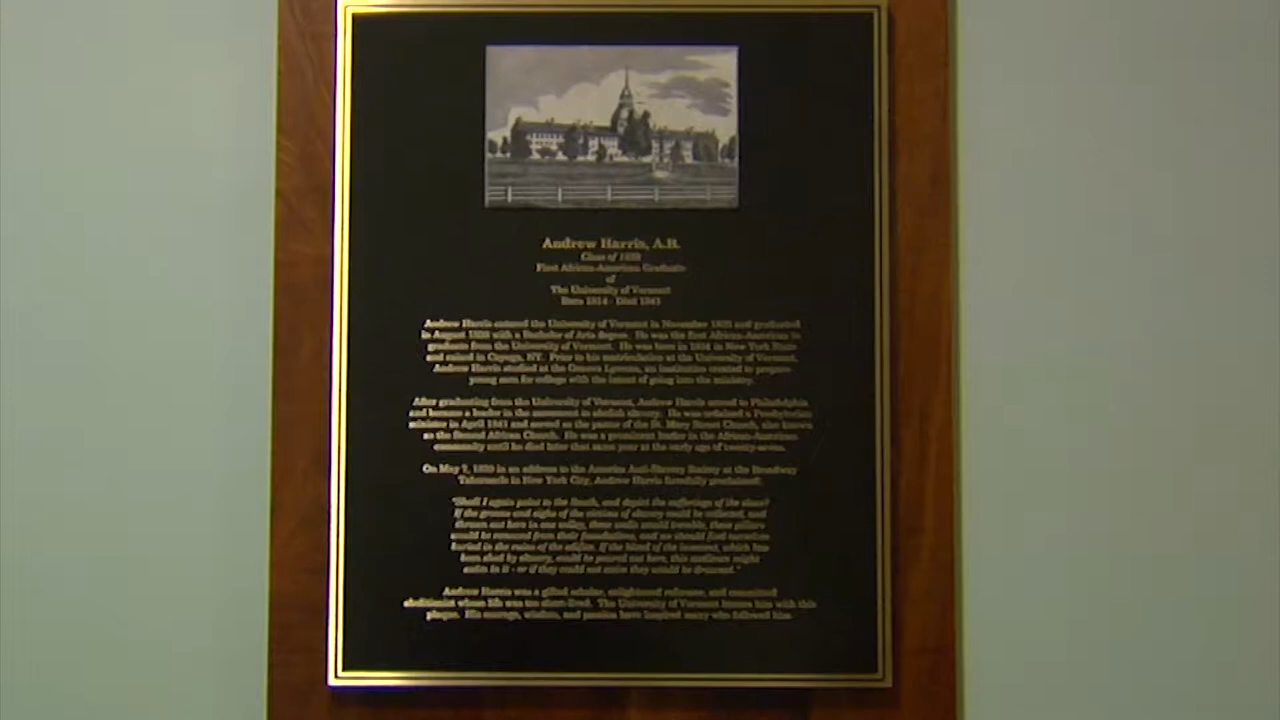 Andrew Harris, A.B.
Class of 1838
First African-American Graduate
of
The University of Vermont
Born 1814 - Died 1841
Andrew Harris entered the University of Vermont in November 1835 and graduated
in August 1838 with a Bachelor of Arts degree. He was the first African-American to
graduate from the University of Vermont. He was born in 1814 in New York State
and raised in Cayuga, NY. Prior to his matriculation at the University of Vermont,
Andrew Harris studied at the Geneva Lyceum, an institution created to prepare
young men for college with the intent of going into the ministry.
After graduating from the University of Vermont, Andrew Harris moved to Philadelphia
and became a leader in the movement to abolish slavery. He was ordained a Presbyterian
minister in April 1841 and served as the pastor of the St. Mary Street Church, also known
as the Second African Church. He was a prominent leader in the African-American
community until he died later that same year at the early age of twenty-seven.
On May 7, 1839 in an address to the America Anti-Slavery Society at the Broadway
Tabernacle in New York City, Andrew Harris forcefully proclaimed:
"Shall I again point to the South, and depict the sufferings of the slave?
If the groans and sighs of the victims of slavery could be collected, and
thrown out here in one volley, these walls would tremble, these pillars
would be removed from their foundations, and we should find ourselves
buried in the ruins of the edifice. If the blood of the innocent, which has
been shed by slavery, could be poured out here, this audience might
swim in it - or if they could not swim they would be drowned."
Andrew Harris was a gifted scholar, enlightened reformer, and committed
abolitionist whose life was too short lived. The University of Vermont honors him with this
plaque. His courage, wisdom, and passion have inspired many who followed him.